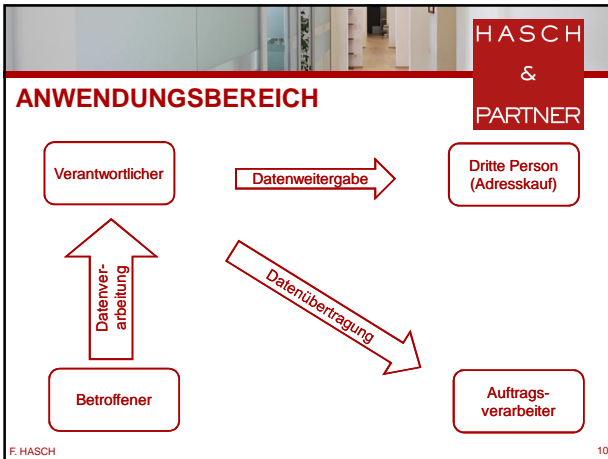 HASCH
&
PARTNER
ANWENDUNGSBEREICH
Verantwortlicher
Datenweitergabe
Dritte Person
(Adresskauf)
Datenver-
arbeitung
Datenübertragung
Betroffener
Auftrags-
verarbeiter
F. HASCH
10